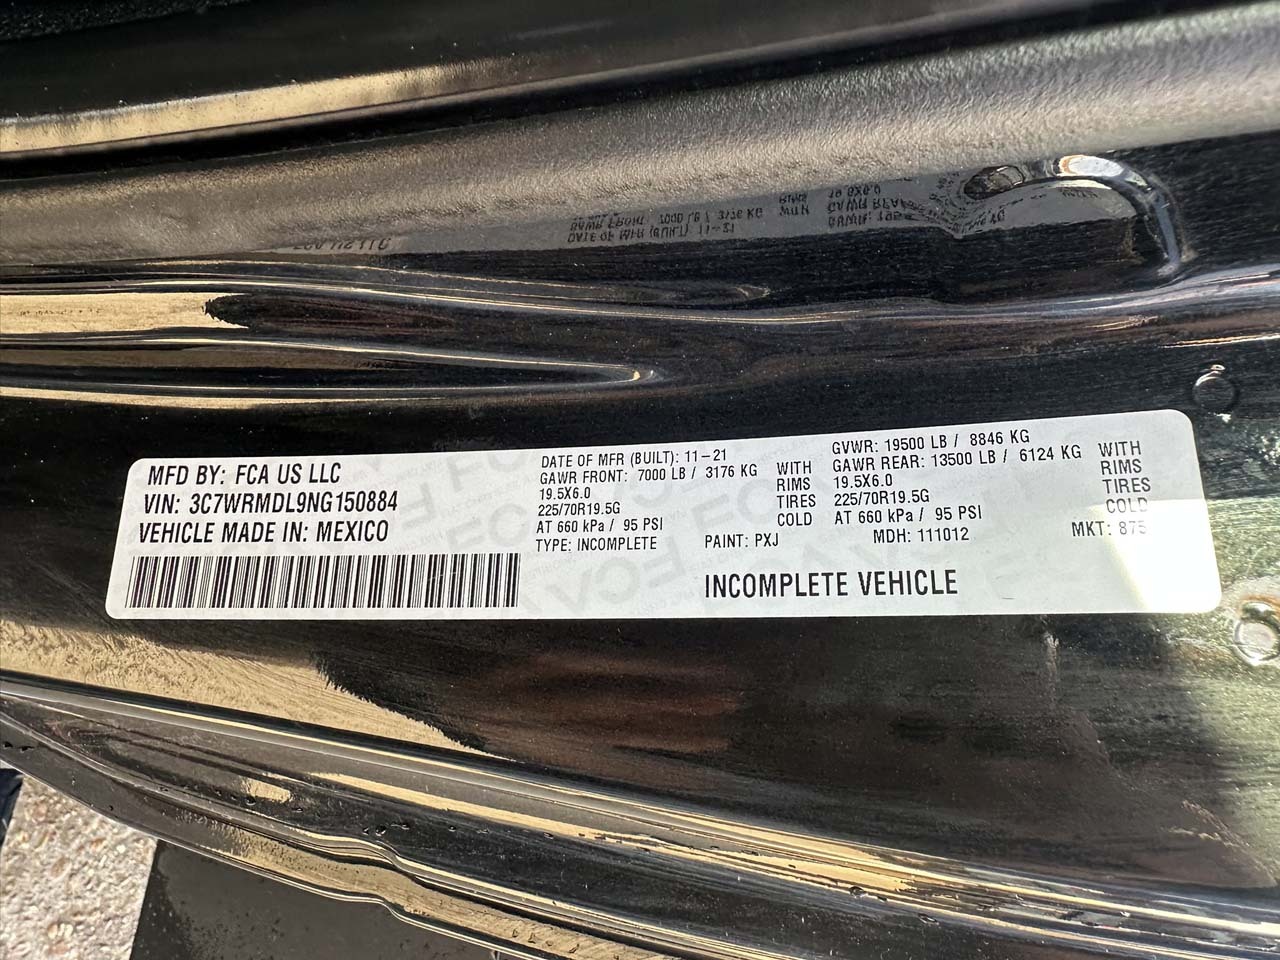 MFD BY: FCA US LLC
VIN: 3C7WRMDL9NG150884
VEHICLE MADE IN: MEXICO
DATE OF MFR (BUILT): 11-21
GAWR FRONT: 7000 LB / 3176 KG WITH
19.5X6.0 RIMS
225/70R19.5G TIRES
AT 660 kPa / 95 PSI COLD
TYPE: INCOMPLETE PAINT: PXJ
GVWR: 19500 LB / 8846 KG
GAWR REAR: 13500 LB / 6124 KG WITH
19.5X6.0 RIMS
225/70R19.5G TIRES
AT 660 kPa / 95 PSI COLD
MDH: 111012 MKT: 875
INCOMPLETE VEHICLE